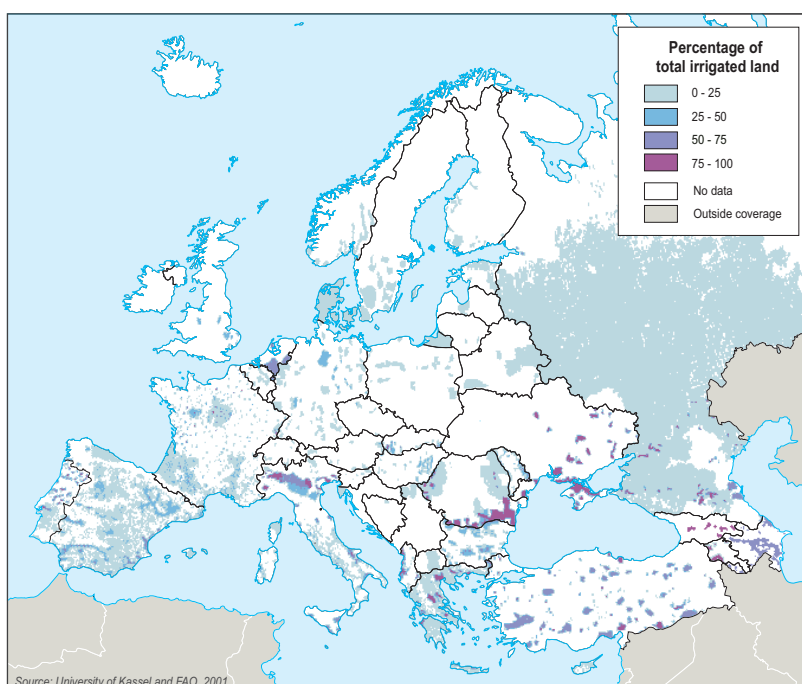 Percentage of
total irrigated land
0 - 25
25 - 50
50 - 75
75 - 100
No data
Outside coverage
Source: University of Kassel and FAO, 2001